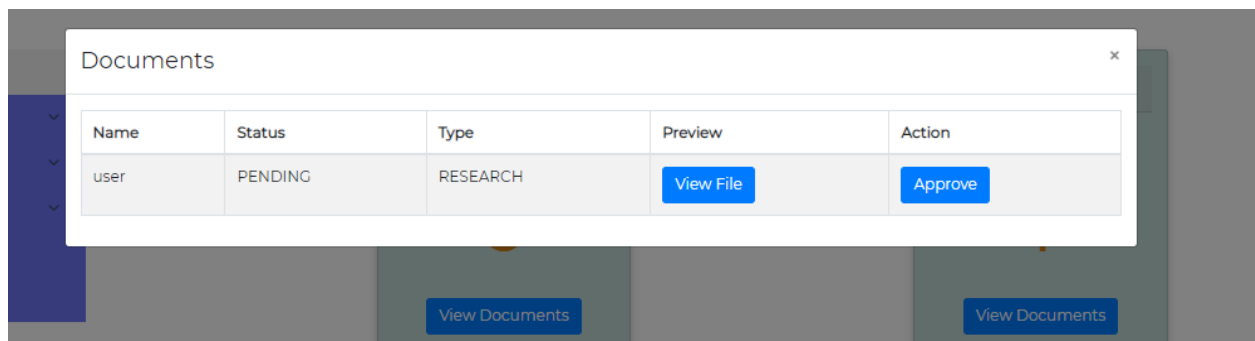 Documents
×
Name Status Type Preview Action
user PENDING RESEARCH View File Approve
View Documents View Documents